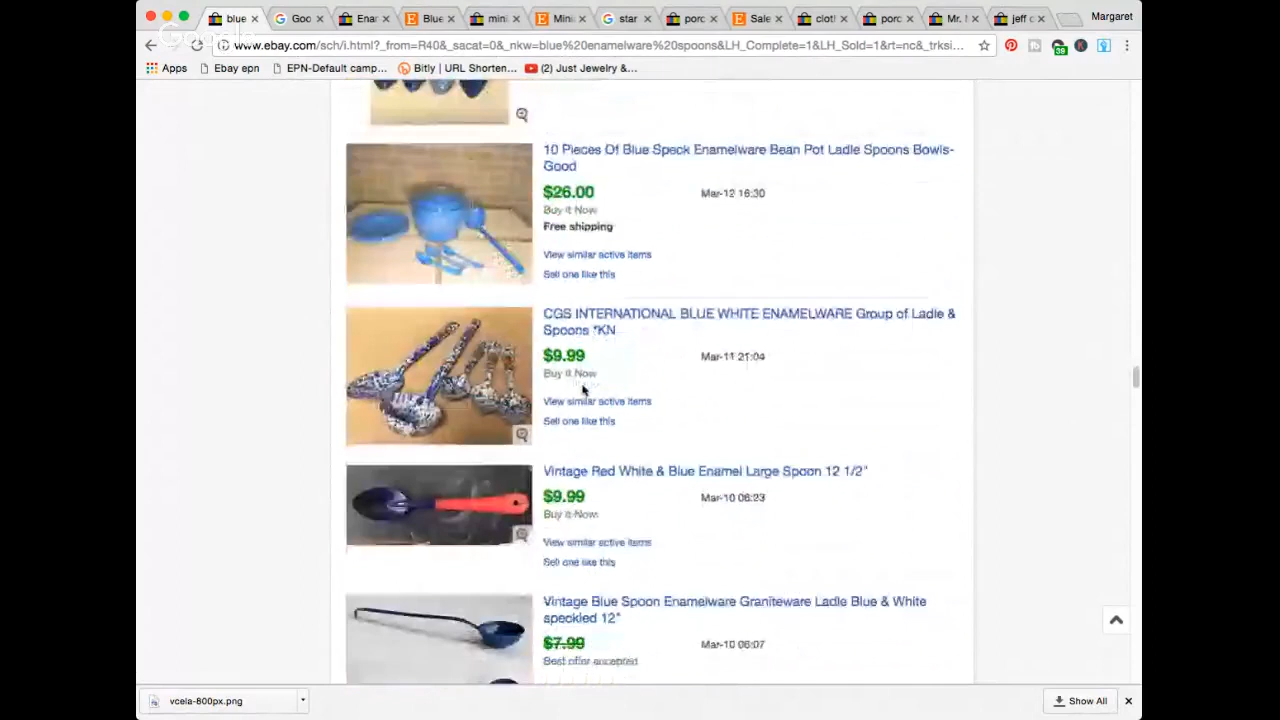 blue
Goo
Enar
Blue
mini
Mini
star
porc
Sale
cloth
porc
Mr.
jeff c
Margaret
Google
www.ebay.com/sch/i.html?_from=R40&_sacat=0&_nkw=blue%20enamelware%20spoons&LH_Complete=1&LH_Sold=1&rt=nc&_trksi...
39
Apps
Ebay epn
EPN-Default camp...
Bitly | URL Shorten...
(2) Just Jewelry &...
10 Pieces Of Blue Speck Enamelware Bean Pot Ladle Spoons Bowls-
Good
$26.00
Mar-12 16:30
Buy It Now
Free shipping
View similar active items
Sell one like this
CGS INTERNATIONAL BLUE WHITE ENAMELWARE Group of Ladle &
Spoons *KN
$9.99
Mar-11 21:04
Buy It Now
View similar active items
Sell one like this
Vintage Red White & Blue Enamel Large Spoon 12 1/2"
$9.99
Mar-10 06:23
Buy It Now
View similar active items
Sell one like this
Vintage Blue Spoon Enamelware Graniteware Ladle Blue & White
speckled 12"
$7.99
Mar-10 06:07
Best offer accepted
vcela-800px.png
Show All